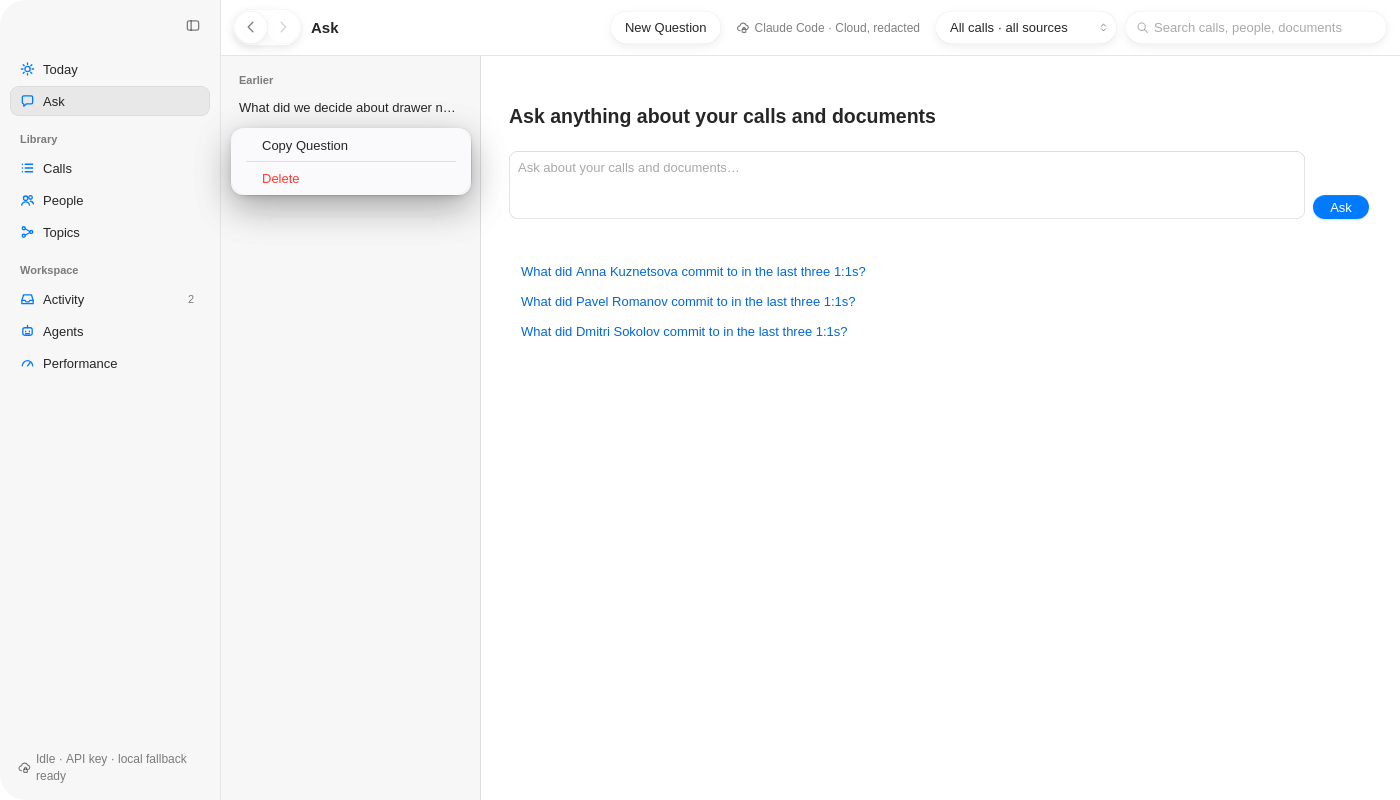 Ask
New Question
Claude Code · Cloud, redacted
All calls · all sources
Search calls, people, documents
Today
Ask
Library
Calls
People
Topics
Workspace
Activity
2
Agents
Performance
Idle · API key · local fallback
ready
Earlier
What did we decide about drawer n…
Copy Question
Delete
Ask anything about your calls and documents
Ask about your calls and documents…
Ask
What did Anna Kuznetsova commit to in the last three 1:1s?
What did Pavel Romanov commit to in the last three 1:1s?
What did Dmitri Sokolov commit to in the last three 1:1s?